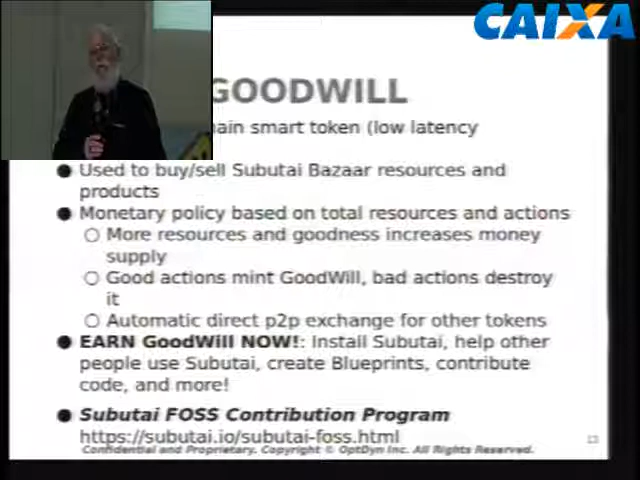 CAIXA
GOODWILL
smart token (low latency
● Used to buy/sell Subutai Bazaar resources and
products
● Monetary policy based on total resources and actions
○ More resources and goodness increases money
supply
○ Good actions mint GoodWill, bad actions destroy
it
○ Automatic direct p2p exchange for other tokens
● EARN GoodWill NOW!: Install Subutai, help other
people use Subutai, create Blueprints, contribute
code, and more!
● Subutai FOSS Contribution Program
https://subutai.io/subutai-foss.html
13
Confidential and Proprietary. Copyright © OptDyn Inc. All Rights Reserved.